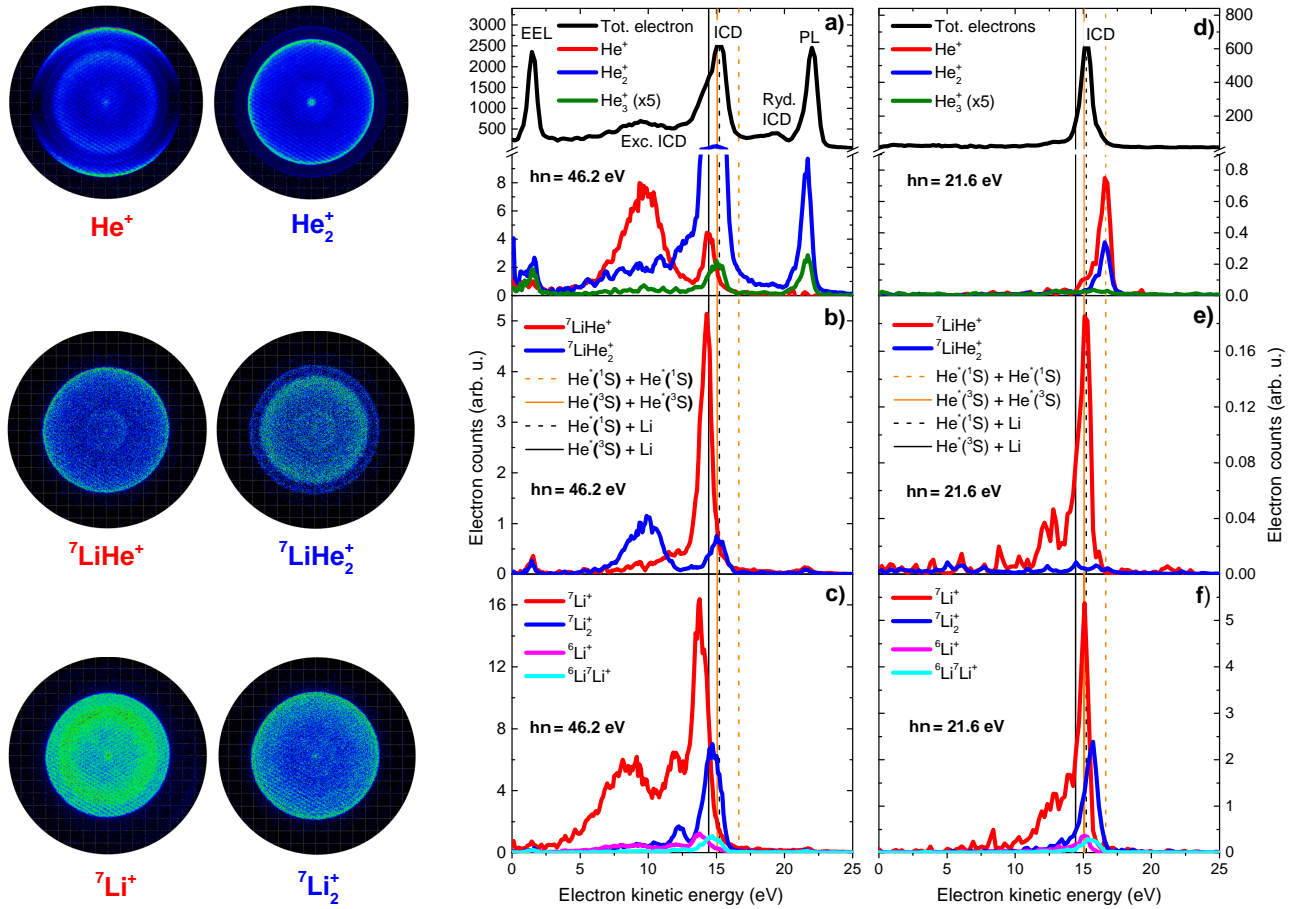 He⁺
He₂⁺
⁷LiHe⁺
⁷LiHe₂⁺
⁷Li⁺
⁷Li₂⁺
a)
EEL
Tot. electron
ICD
PL
He⁺
He₂⁺
He₃⁺ (x5)
Ryd.
ICD
Exc. ICD
hn = 46.2 eV
3000
2500
2000
1500
1000
500
8
6
4
2
0
b)
⁷LiHe⁺
⁷LiHe₂⁺
He*(¹S) + He*(¹S)
He*(³S) + He*(³S)
He*(¹S) + Li
He*(³S) + Li
hn = 46.2 eV
5
4
3
2
1
0
Electron counts (arb. u.)
c)
⁷Li⁺
⁷Li₂⁺
⁶Li⁺
⁶Li⁷Li⁺
hn = 46.2 eV
16
12
8
4
0
0 5 10 15 20 25
Electron kinetic energy (eV)
d)
Tot. electrons
ICD
He⁺
He₂⁺
He₃⁺ (x5)
hn = 21.6 eV
800
600
400
200
0.8
0.6
0.4
0.2
0.0
e)
⁷LiHe⁺
⁷LiHe₂⁺
He*(¹S) + He*(¹S)
He*(³S) + He*(³S)
He*(¹S) + Li
He*(³S) + Li
hn = 21.6 eV
0.16
0.12
0.08
0.04
0.00
Electron counts (arb. u.)
f)
⁷Li⁺
⁷Li₂⁺
⁶Li⁺
⁶Li⁷Li⁺
hn = 21.6 eV
5
4
3
2
1
0
0 5 10 15 20 25
Electron kinetic energy (eV)